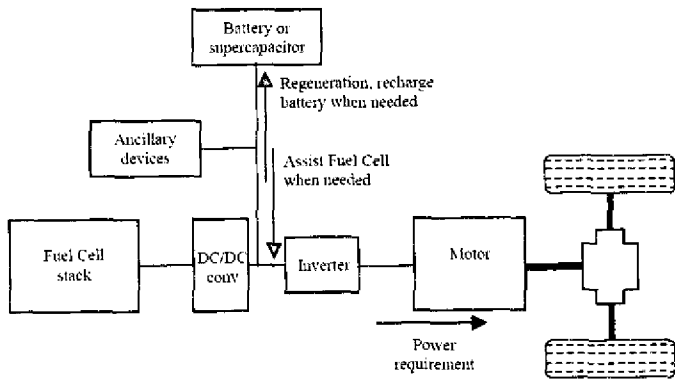 Battery or
supercapacitor
Regeneration, recharge
battery when needed
Ancillary
devices
Assist Fuel Cell
when needed
Fuel Cell
stack
DC/DC
conv
Inverter
Motor
Power
requirement